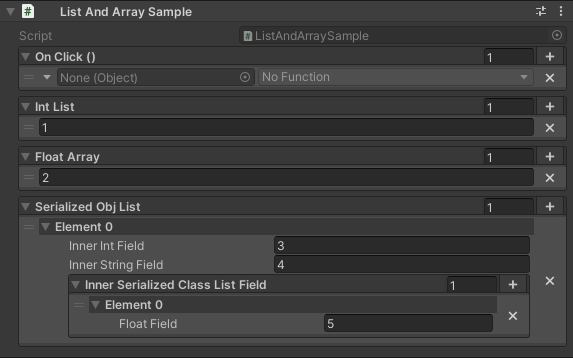 # List And Array Sample
Script # ListAndArraySample
On Click () 1 +
None (Object) No Function
Int List 1 +
1
Float Array 1 +
2
Serialized Obj List 1 +
Element 0
Inner Int Field 3
Inner String Field 4
Inner Serialized Class List Field 1 +
Element 0
Float Field 5